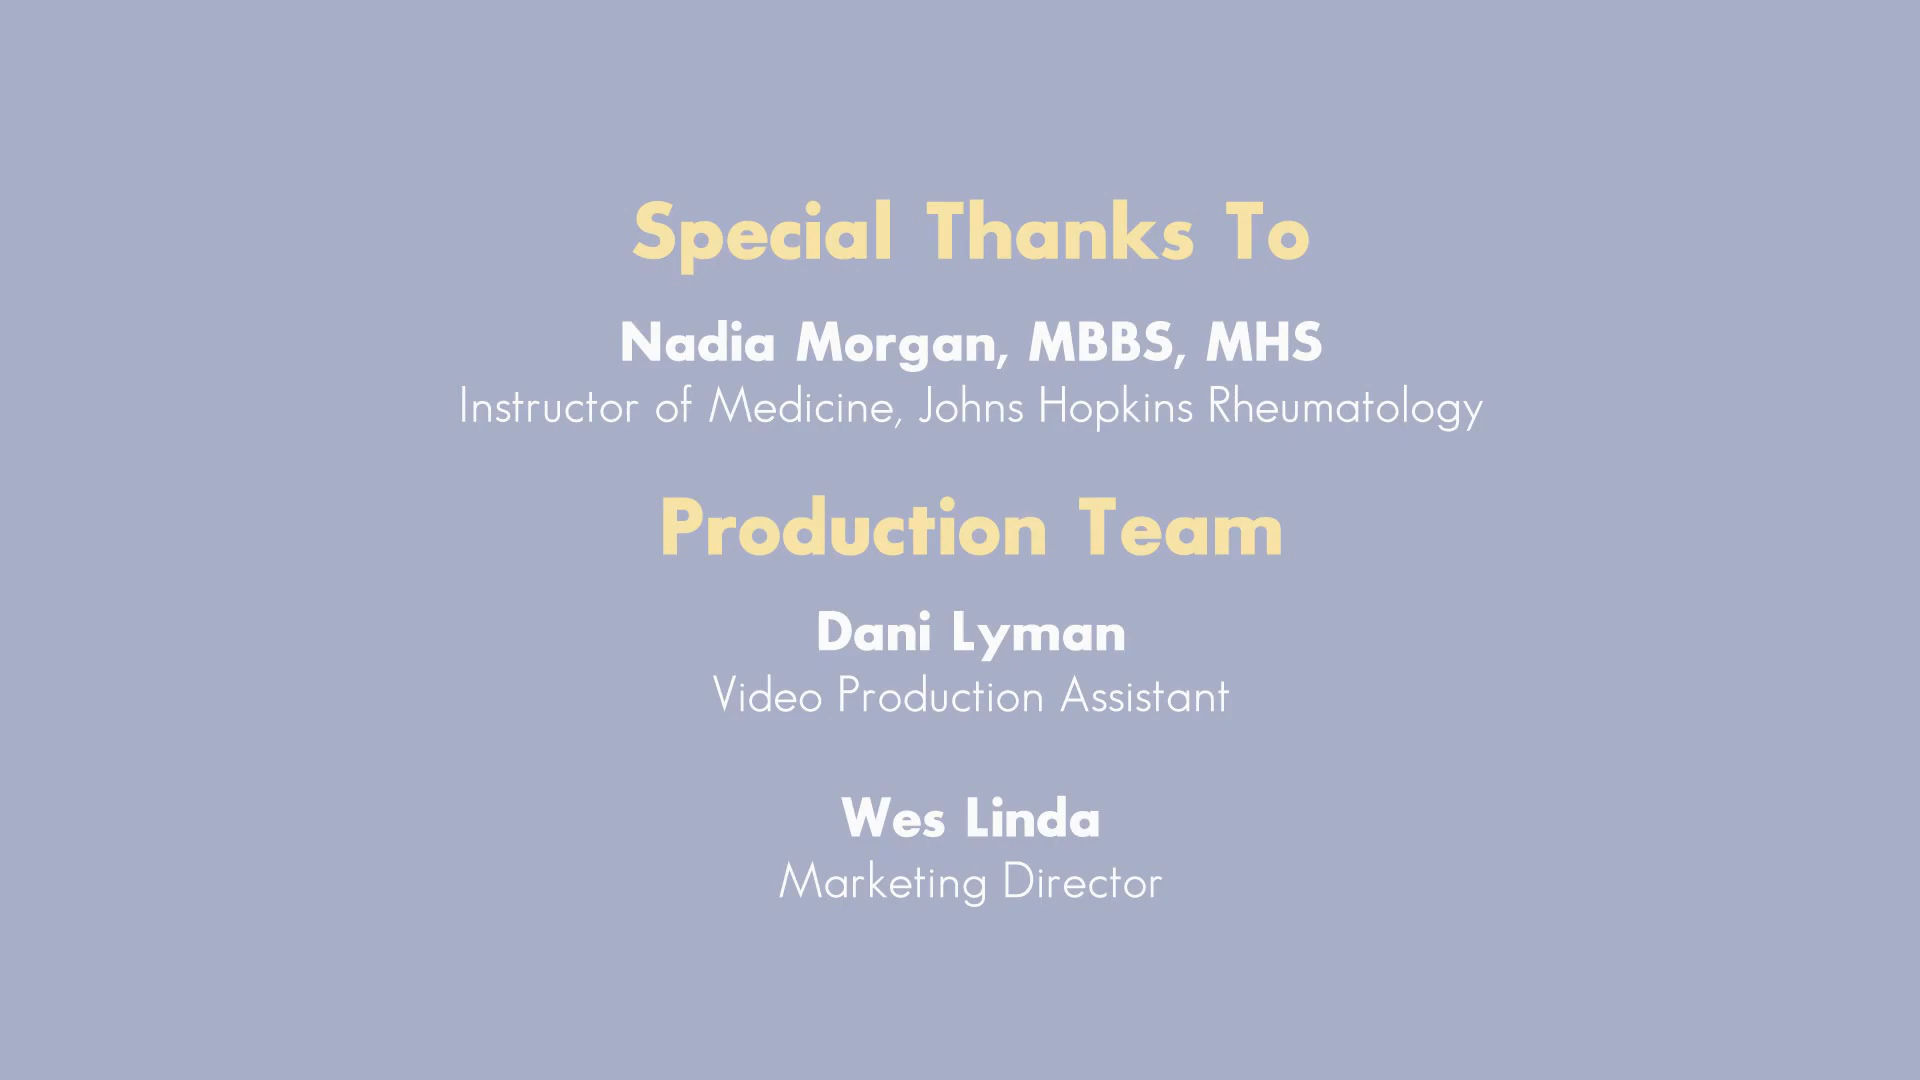 Special Thanks To
Nadia Morgan, MBBS, MHS
Instructor of Medicine, Johns Hopkins Rheumatology
Production Team
Dani Lyman
Video Production Assistant
Wes Linda
Marketing Director